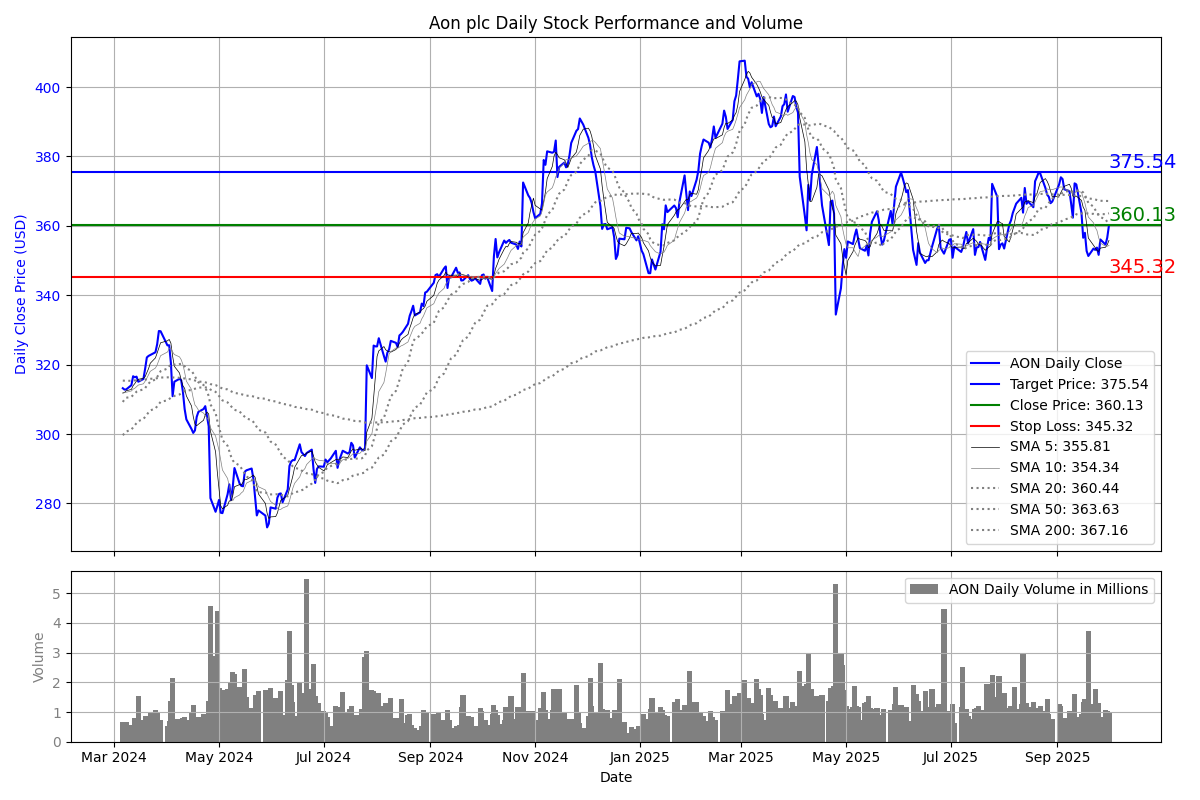 Aon plc Daily Stock Performance and Volume
Daily Close Price (USD)
400
380
360
340
320
300
280
375.54
360.13
345.32
AON Daily Close
Target Price: 375.54
Close Price: 360.13
Stop Loss: 345.32
SMA 5: 355.81
SMA 10: 354.34
SMA 20: 360.44
SMA 50: 363.63
SMA 200: 367.16
Volume
5
4
3
2
1
0
AON Daily Volume in Millions
Mar 2024 May 2024 Jul 2024 Sep 2024 Nov 2024 Jan 2025 Mar 2025 May 2025 Jul 2025 Sep 2025
Date